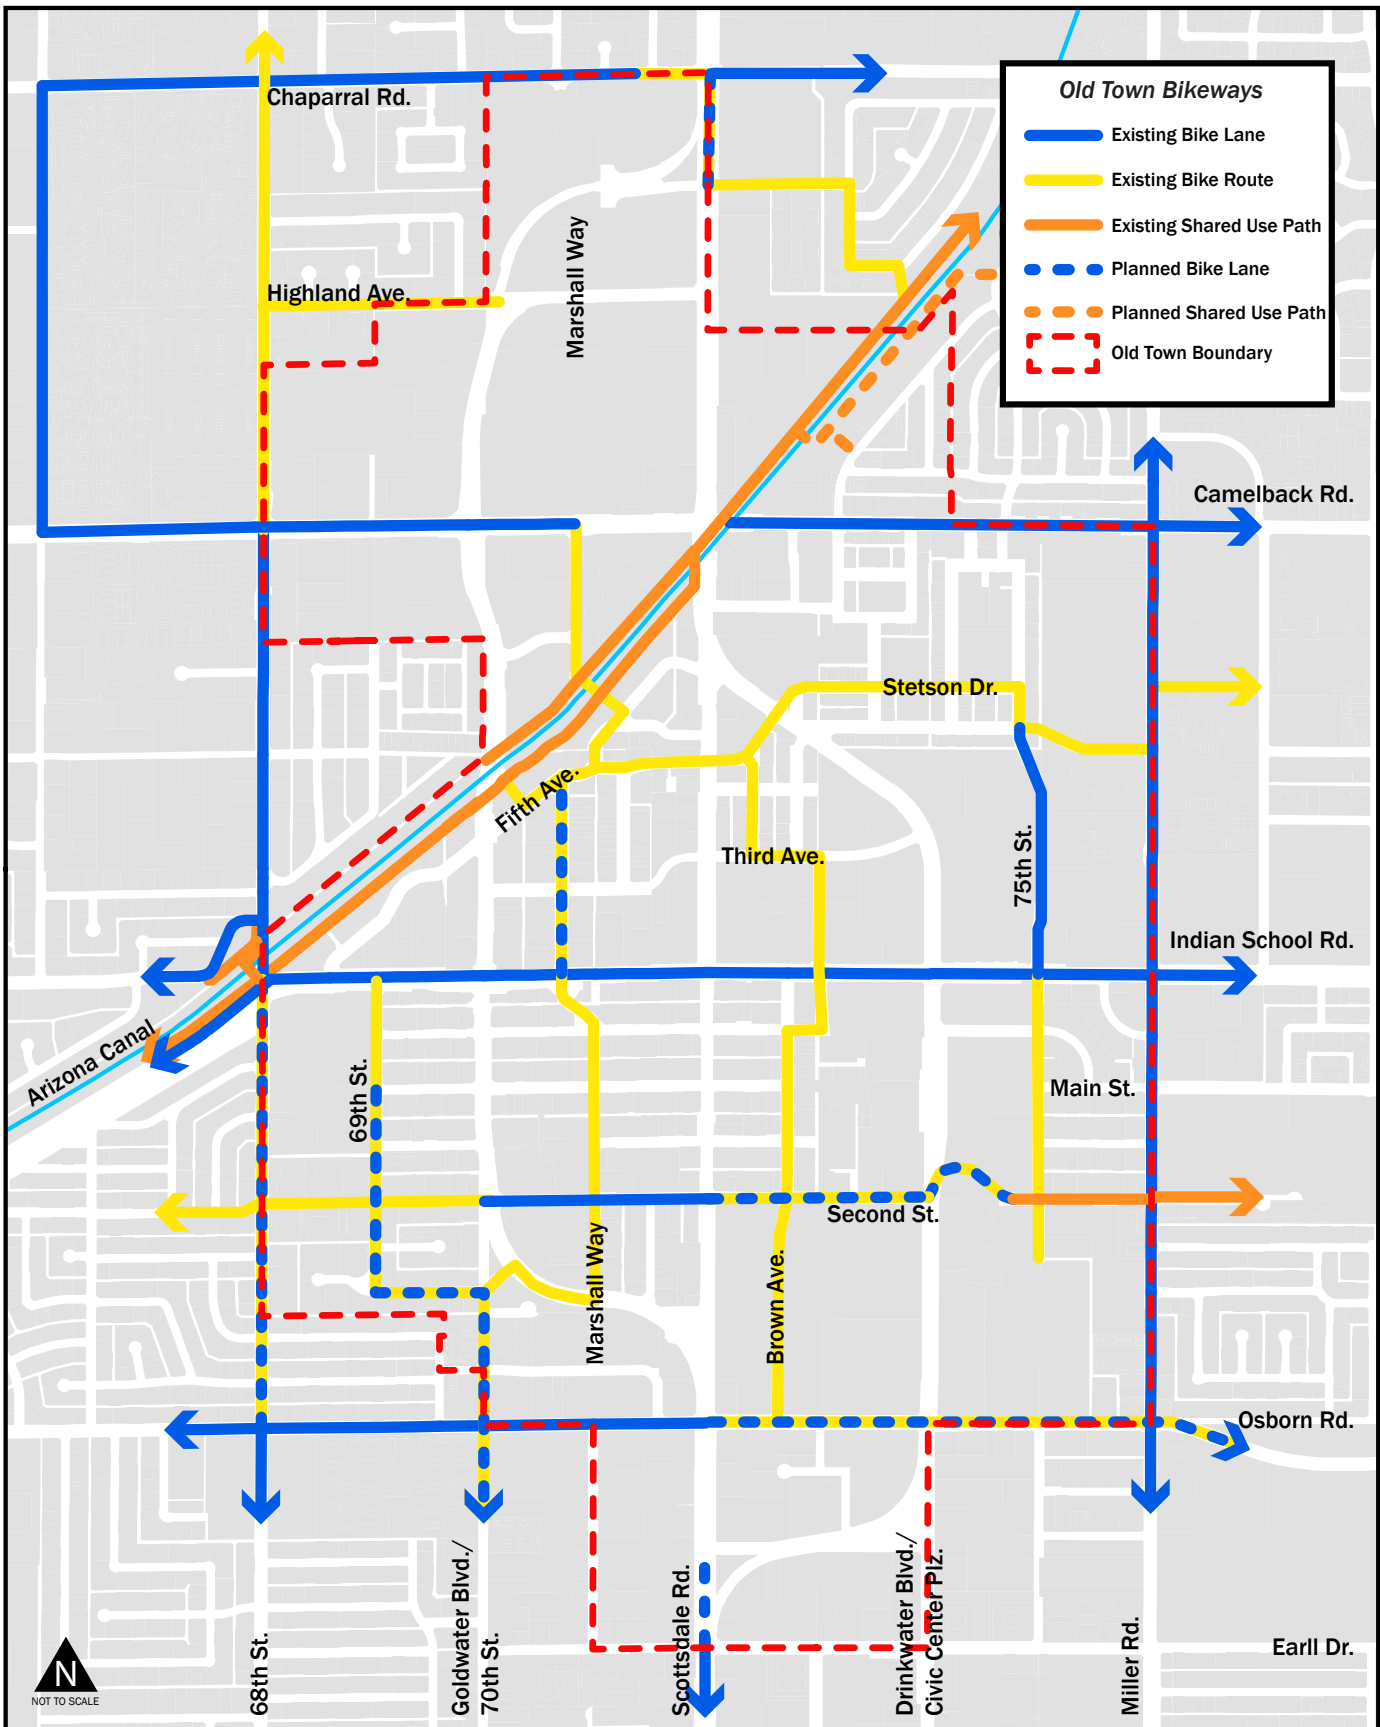 Old Town Bikeways
Existing Bike Lane
Existing Bike Route
Existing Shared Use Path
Planned Bike Lane
Planned Shared Use Path
Old Town Boundary
Chaparral Rd.
Marshall Way
Highland Ave.
Camelback Rd.
Stetson Dr.
Fifth Ave.
Third Ave.
75th St.
Indian School Rd.
Arizona Canal
69th St.
Main St.
Second St.
Marshall Way
Brown Ave.
Osborn Rd.
68th St.
Goldwater Blvd./
70th St.
Scottsdale Rd.
Drinkwater Blvd./
Civic Center Plz.
Miller Rd.
Earll Dr.
N
NOT TO SCALE